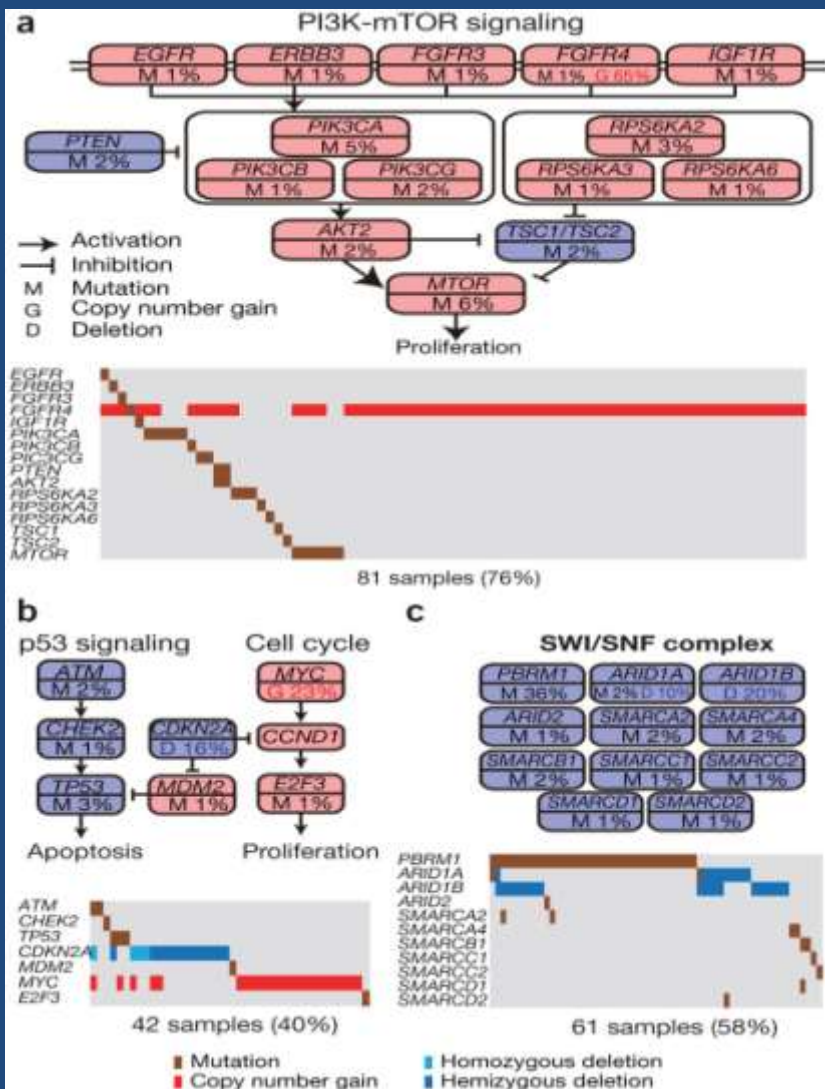 a
PI3K-mTOR signaling
EGFR ERBB3 FGFR3 FGFR4 IGF1R
M 1% M 1% M 1% M 1% G 65% M 1%
PTEN
M 2%
PIK3CA
M 5%
PIK3CB PIK3CG
M 1% M 2%
RPS6KA2
M 3%
RPS6KA3 RPS6KA6
M 1% M 1%
AKT2
M 2%
TSC1/TSC2
M 2%
MTOR
M 6%
Proliferation
Activation
Inhibition
M Mutation
G Copy number gain
D Deletion
EGFR
ERBB3
FGFR3
FGFR4
IGF1R
PIK3CA
PIK3CB
PIC3CG
PTEN
AKT2
RPS6KA2
RPS6KA3
RPS6KA6
TSC1
TSC2
MTOR
81 samples (76%)
b
p53 signaling Cell cycle
ATM
M 2%
CHEK2
M 1%
TP53
M 3%
Apoptosis
CDKN2A
D 16%
MDM2
M 1%
MYC
G 23%
CCND1
E2F3
M 1%
Proliferation
ATM
CHEK2
TP53
CDKN2A
MDM2
MYC
E2F3
42 samples (40%)
c
SWI/SNF complex
PBRM1 ARID1A ARID1B
M 36% M 2% D 10% D 20%
ARID2 SMARCA2 SMARCA4
M 1% M 2% M 2%
SMARCB1 SMARCC1 SMARCC2
M 2% M 1% M 1%
SMARCD1 SMARCD2
M 1% M 1%
PBRM1
ARID1A
ARID1B
ARID2
SMARCA2
SMARCA4
SMARCB1
SMARCC1
SMARCC2
SMARCD1
SMARCD2
61 samples (58%)
Mutation Homozygous deletion
Copy number gain Hemizygous deletion